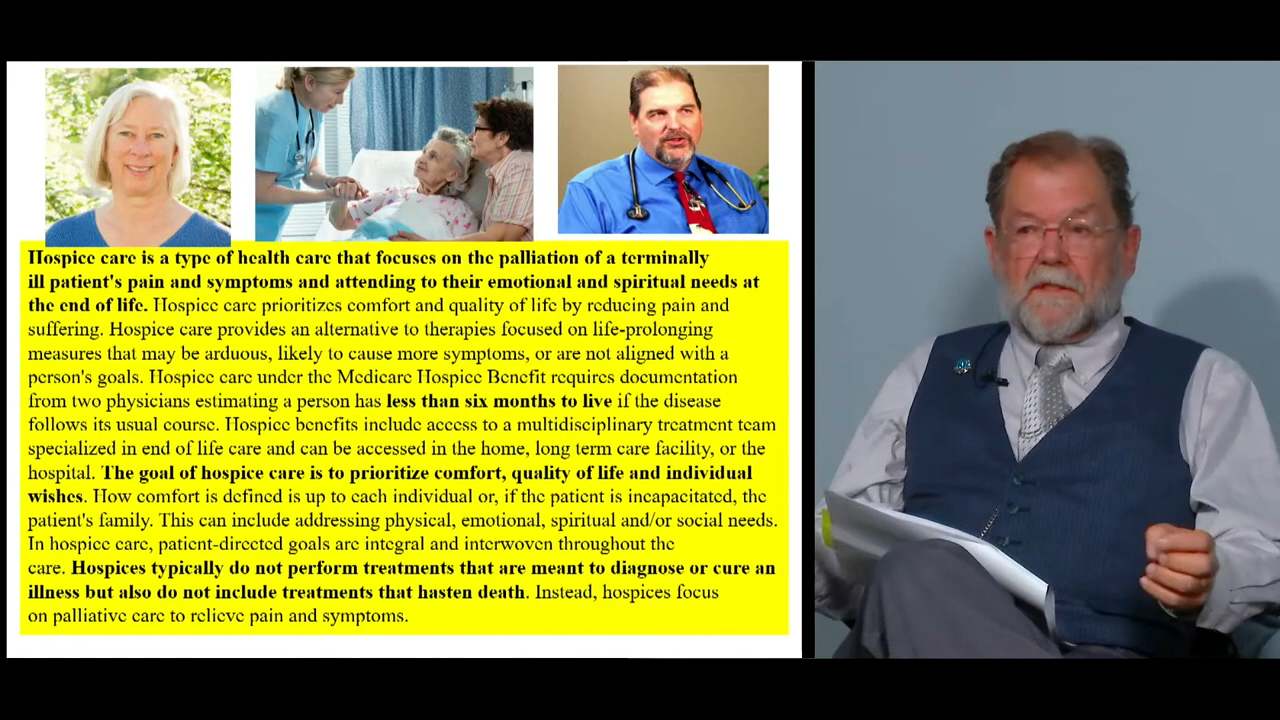 Hospice care is a type of health care that focuses on the palliation of a terminally
ill patient's pain and symptoms and attending to their emotional and spiritual needs at
the end of life. Hospice care prioritizes comfort and quality of life by reducing pain and
suffering. Hospice care provides an alternative to therapies focused on life-prolonging
measures that may be arduous, likely to cause more symptoms, or are not aligned with a
person's goals. Hospice care under the Medicare Hospice Benefit requires documentation
from two physicians estimating a person has less than six months to live if the disease
follows its usual course. Hospice benefits include access to a multidisciplinary treatment team
specialized in end of life care and can be accessed in the home, long term care facility, or the
hospital. The goal of hospice care is to prioritize comfort, quality of life and individual
wishes. How comfort is defined is up to each individual or, if the patient is incapacitated, the
patient's family. This can include addressing physical, emotional, spiritual and/or social needs.
In hospice care, patient-directed goals are integral and interwoven throughout the
care. Hospices typically do not perform treatments that are meant to diagnose or cure an
illness but also do not include treatments that hasten death. Instead, hospices focus
on palliative care to relieve pain and symptoms.